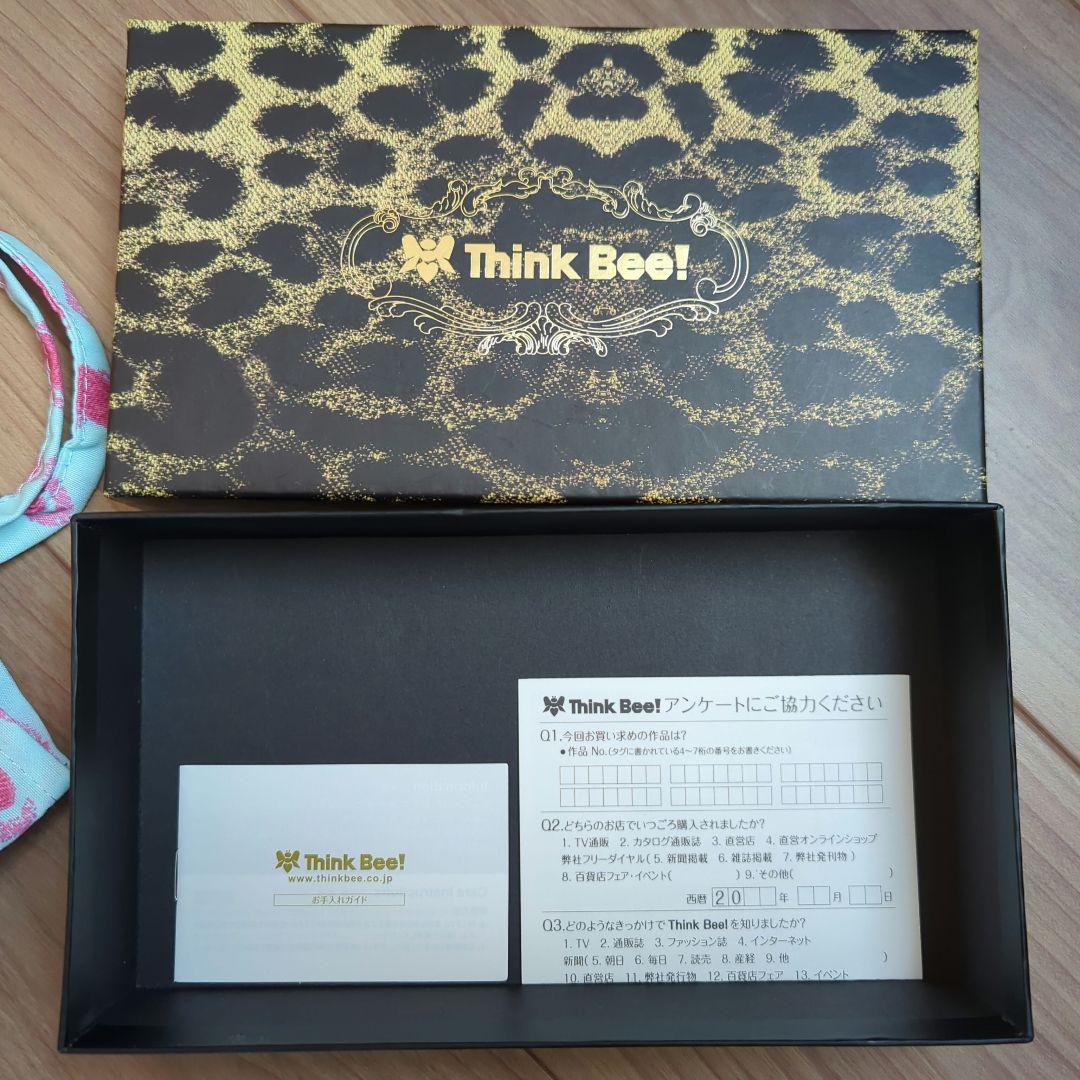 Think Bee!
Think Bee! アンケートにご協力ください
Q1.今回お買い求めの作品は?
●作品 No.(タグに書かれている4〜7桁の番号をお書きください)
Q2.どちらのお店でいつごろ購入されましたか?
1. TV通販 2. カタログ通販誌 3. 直営店 4. 直営オンラインショップ
弊社フリーダイヤル( 5. 新聞掲載 6. 雑誌掲載 7. 弊社発刊物 )
8. 百貨店フェア・イベント( ) 9. その他( )
西暦 20 年 月 日
Q3.どのようなきっかけで Think Bee! を知りましたか?
1. TV 2. 通販誌 3. ファッション誌 4. インターネット
新聞( 5. 朝日 6. 毎日 7. 読売 8. 産経 9. 他 )
10. 直営店 11. 弊社発行物 12. 百貨店フェア 13. イベント
Think Bee!
www.thinkbee.co.jp
お手入れガイド